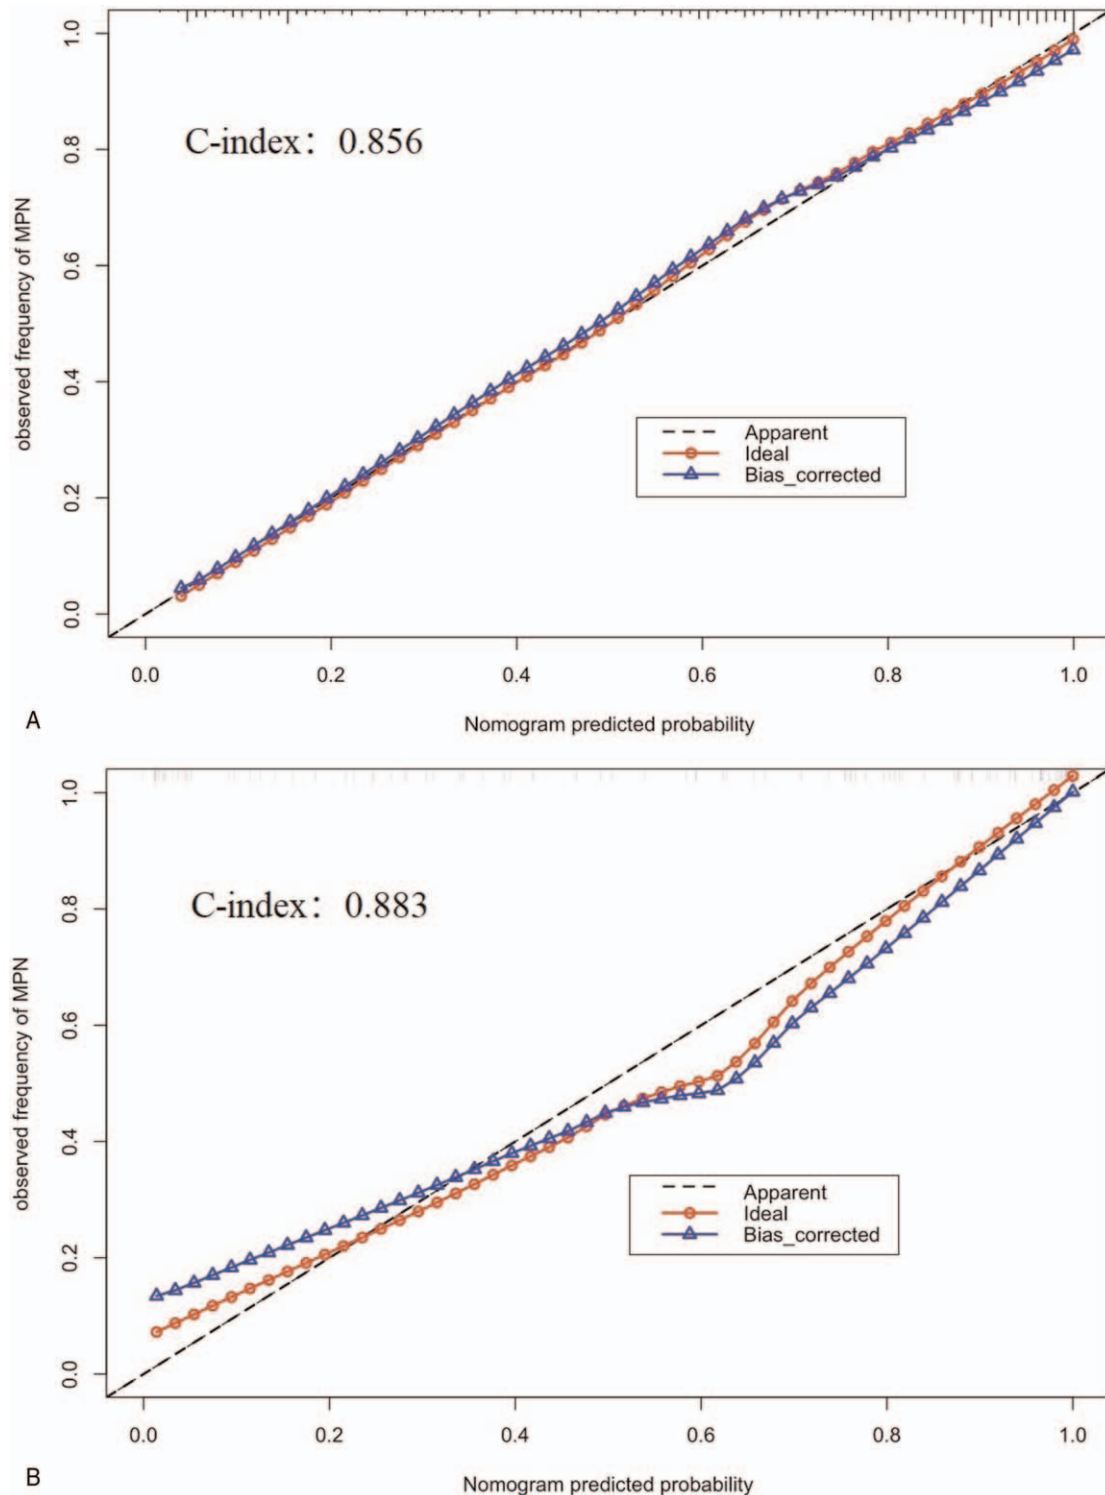 1.0
0.8
0.6
0.4
0.2
0.0
observed frequency of MPN
C-index: 0.856
Apparent
Ideal
Bias_corrected
0.0 0.2 0.4 0.6 0.8 1.0
A
Nomogram predicted probability
1.0
0.8
0.6
0.4
0.2
0.0
observed frequency of MPN
C-index: 0.883
Apparent
Ideal
Bias_corrected
0.0 0.2 0.4 0.6 0.8 1.0
B
Nomogram predicted probability